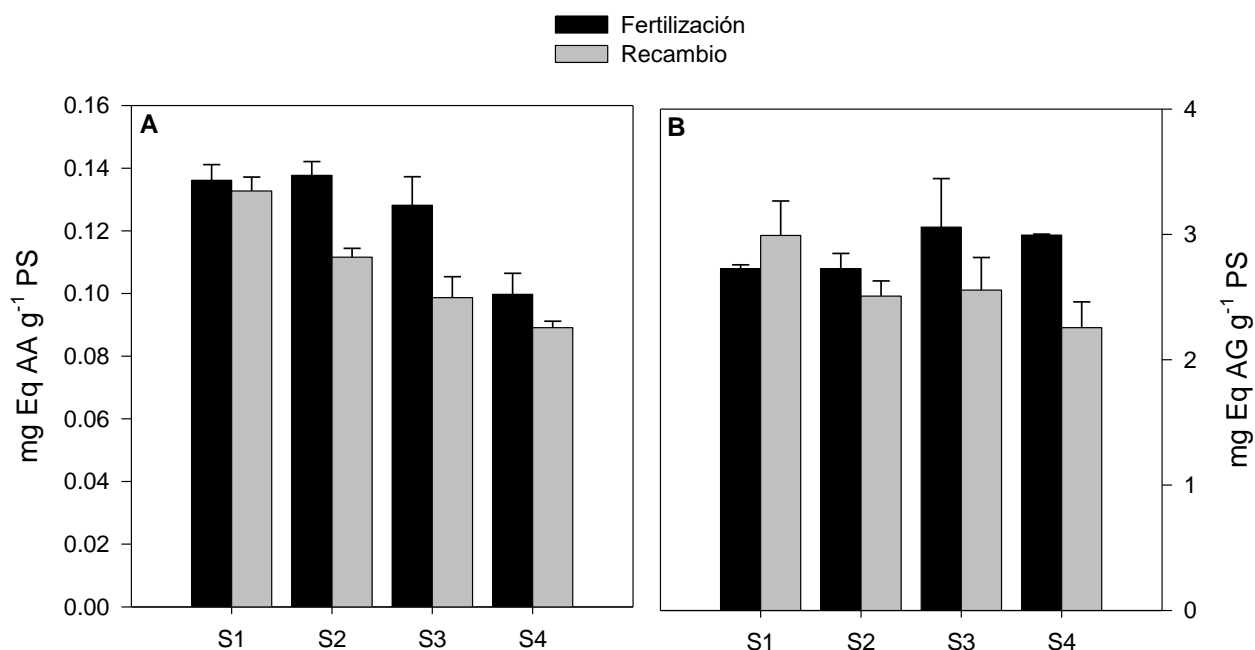 Fertilización
Recambio
A
mg Eq AA g⁻¹ PS
0.16
0.14
0.12
0.10
0.08
0.06
0.04
0.02
0.00
S1 S2 S3 S4
B
4
3
2
1
0
mg Eq AG g⁻¹ PS
S1 S2 S3 S4